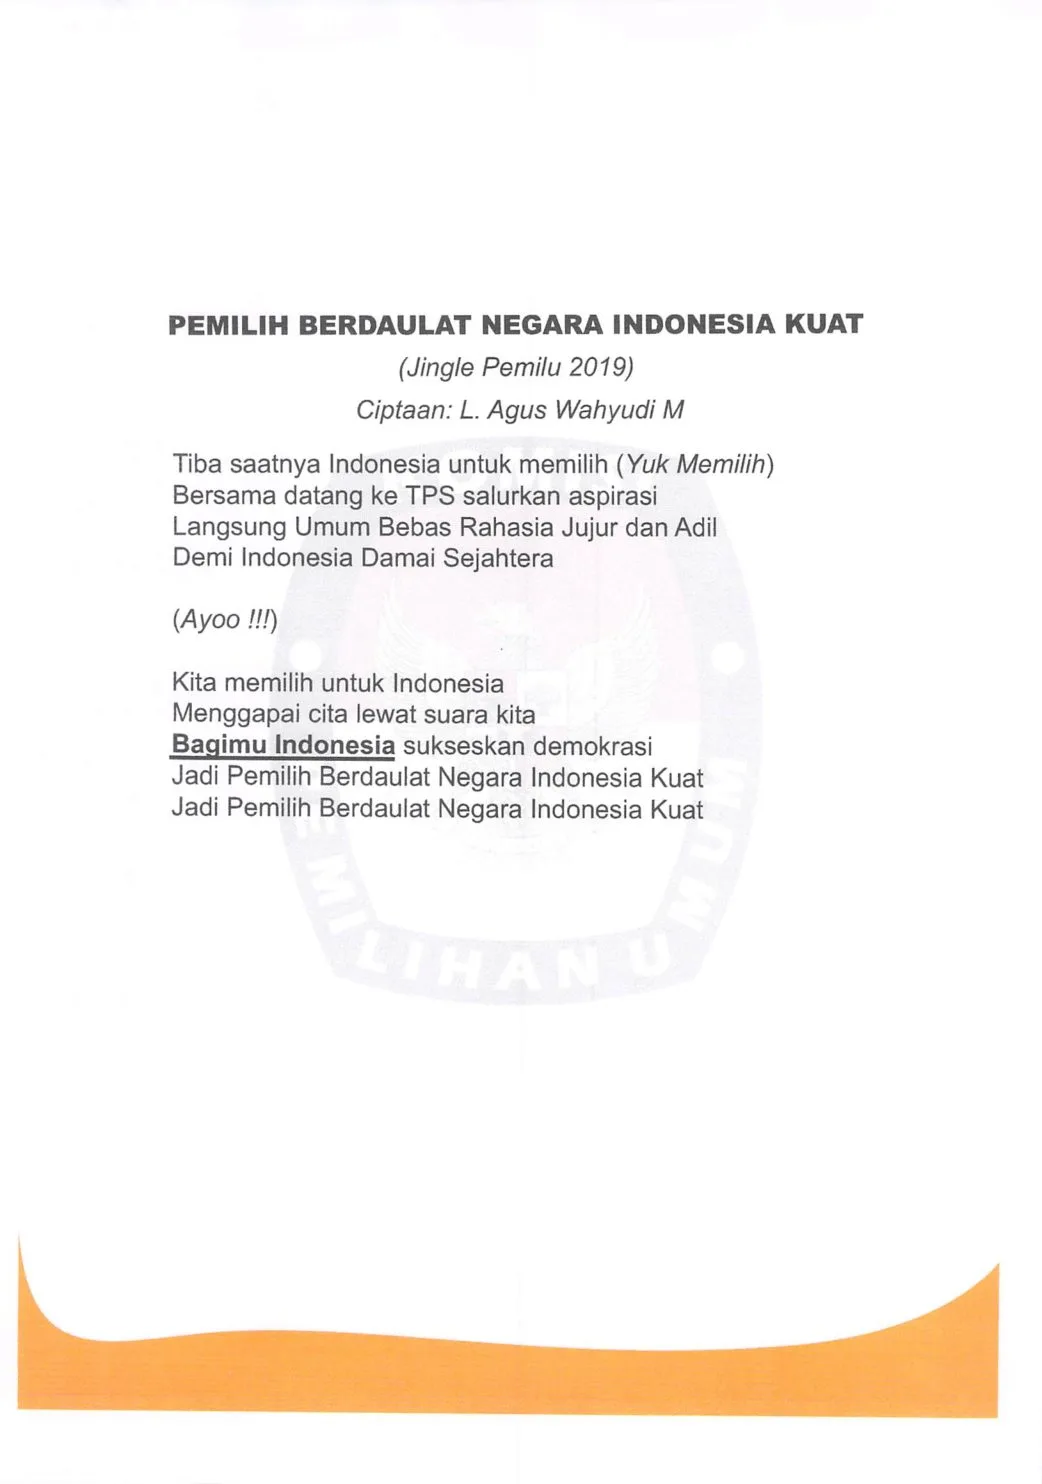 PEMILIH BERDAULAT NEGARA INDONESIA KUAT
(Jingle Pemilu 2019)
Ciptaan: L. Agus Wahyudi M
Tiba saatnya Indonesia untuk memilih (Yuk Memilih)
Bersama datang ke TPS salurkan aspirasi
Langsung Umum Bebas Rahasia Jujur dan Adil
Demi Indonesia Damai Sejahtera
(Ayoo !!!)
Kita memilih untuk Indonesia
Menggapai cita lewat suara kita
Bagimu Indonesia sukseskan demokrasi
Jadi Pemilih Berdaulat Negara Indonesia Kuat
Jadi Pemilih Berdaulat Negara Indonesia Kuat
KOMISI
PEMILIHAN UMUM